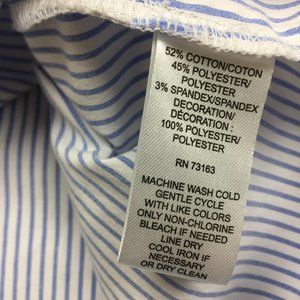 52% COTTON/COTON
45% POLYESTER/
POLYESTER
3% SPANDEX/SPANDEX
DECORATION/
DÉCORATION :
100% POLYESTER/
POLYESTER
RN 73163
MACHINE WASH COLD
GENTLE CYCLE
WITH LIKE COLORS
ONLY NON-CHLORINE
BLEACH IF NEEDED
LINE DRY
COOL IRON IF
NECESSARY
OR DRY CLEAN